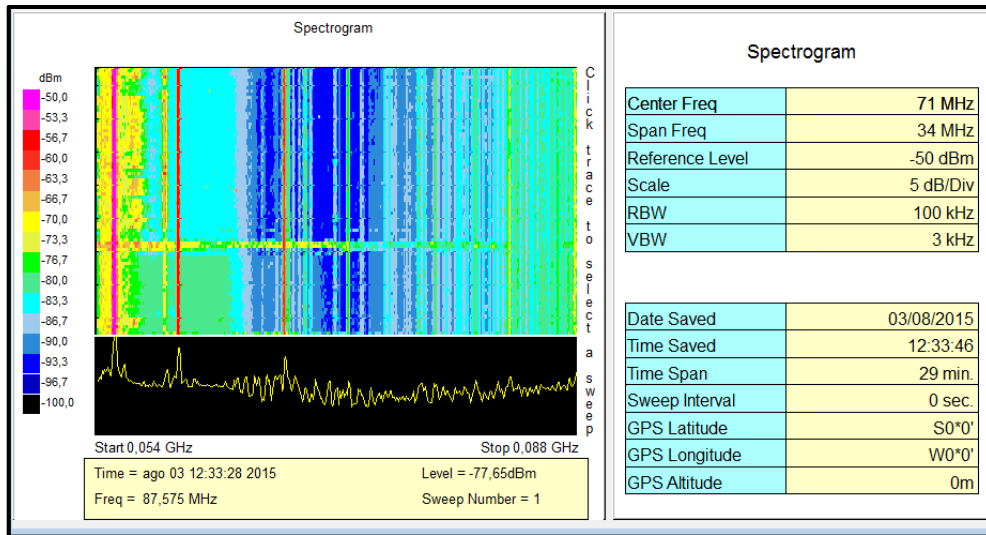 Spectrogram
dBm
-50,0
-53,3
-56,7
-60,0
-63,3
-66,7
-70,0
-73,3
-76,7
-80,0
-83,3
-86,7
-90,0
-93,3
-96,7
-100,0
Click trace to select a sweep
Start 0,054 GHz
Stop 0,088 GHz
Time = ago 03 12:33:28 2015
Level = -77,65dBm
Freq = 87,575 MHz
Sweep Number = 1
Spectrogram
Center Freq 71 MHz
Span Freq 34 MHz
Reference Level -50 dBm
Scale 5 dB/Div
RBW 100 kHz
VBW 3 kHz
Date Saved 03/08/2015
Time Saved 12:33:46
Time Span 29 min.
Sweep Interval 0 sec.
GPS Latitude S0*0'
GPS Longitude W0*0'
GPS Altitude 0m